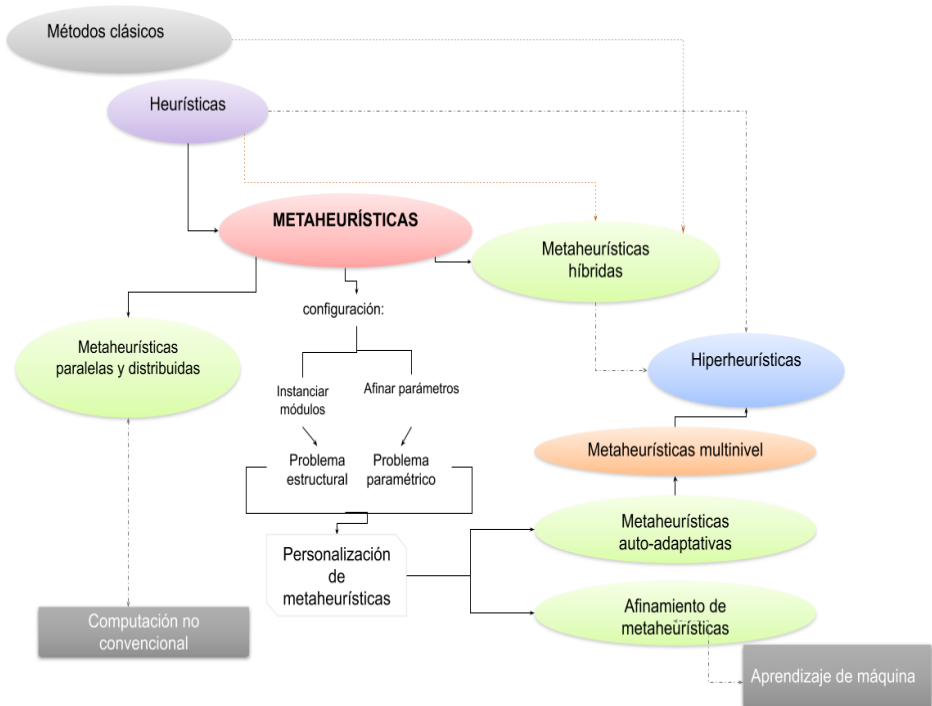 Métodos clásicos
Heurísticas
METAHEURÍSTICAS
Metaheurísticas
híbridas
configuración:
Metaheurísticas
paralelas y distribuidas
Hiperheurísticas
Instanciar
módulos
Afinar parámetros
Metaheurísticas multinivel
Problema
estructural
Problema
paramétrico
Metaheurísticas
auto-adaptativas
Personalización
de
metaheurísticas
Afinamiento de
metaheurísticas
Computación no
convencional
Aprendizaje de máquina